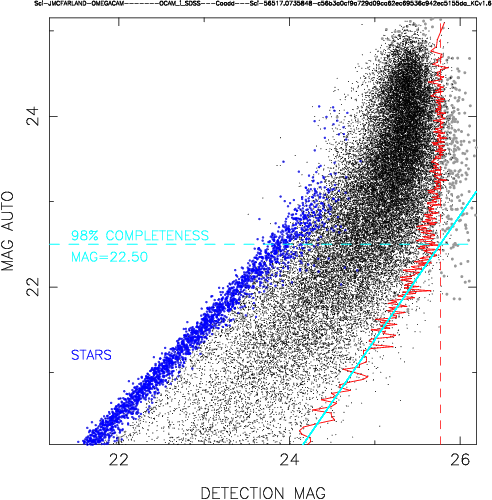 Sci-JMCFARLAND-OMEGACAM-------OCAM_i_SDSS---Coadd---Sci-56517.0735848-c56b3a0cf9a729d09ca62ec69536c942ec5155da_KCv1.6
24
MAG AUTO
98% COMPLETENESS
MAG=22.50
22
STARS
22
24
26
DETECTION MAG